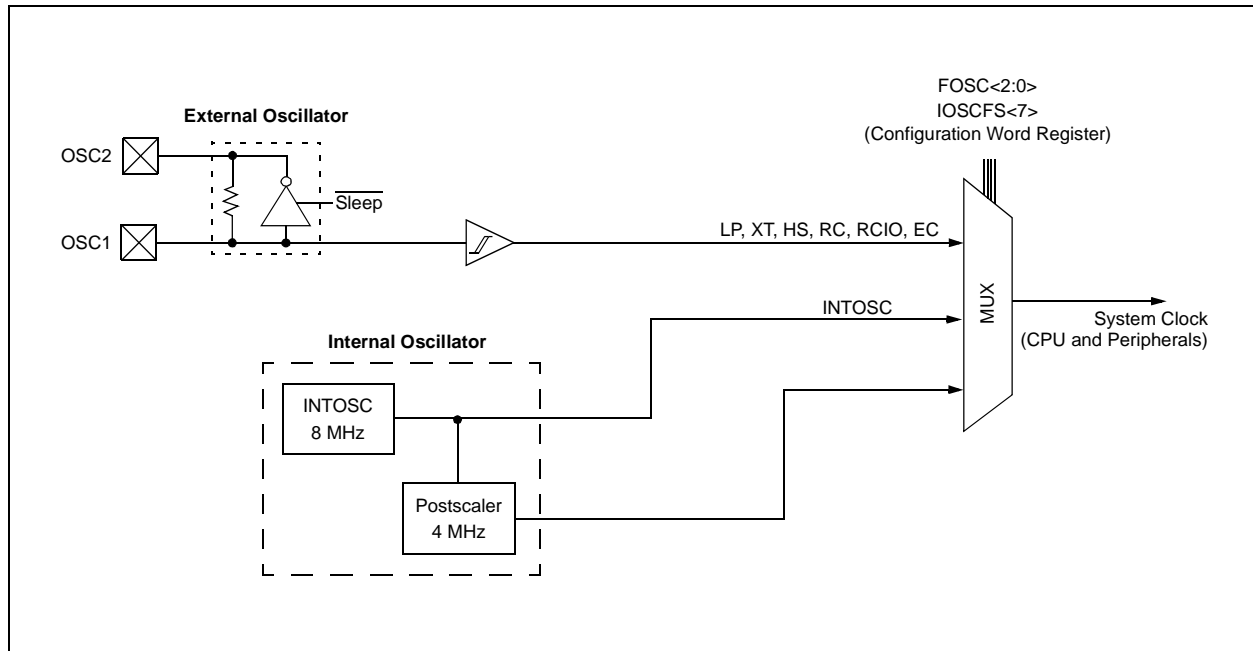 FOSC<2:0>
IOSCFS<7>
(Configuration Word Register)
External Oscillator
OSC2
Sleep
OSC1
LP, XT, HS, RC, RCIO, EC
MUX
INTOSC
System Clock
(CPU and Peripherals)
Internal Oscillator
INTOSC
8 MHz
Postscaler
4 MHz